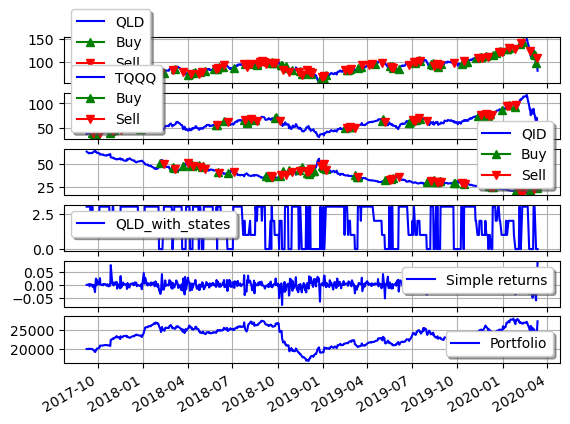 QLD
Buy
Sell
150
100
TQQQ
Buy
Sell
100
50
QID
Buy
Sell
50
25
QLD_with_states
2.5
0.0
Simple returns
0.05
0.00
−0.05
Portfolio
25000
20000
2017-10
2018-01
2018-04
2018-07
2018-10
2019-01
2019-04
2019-07
2019-10
2020-01
2020-04